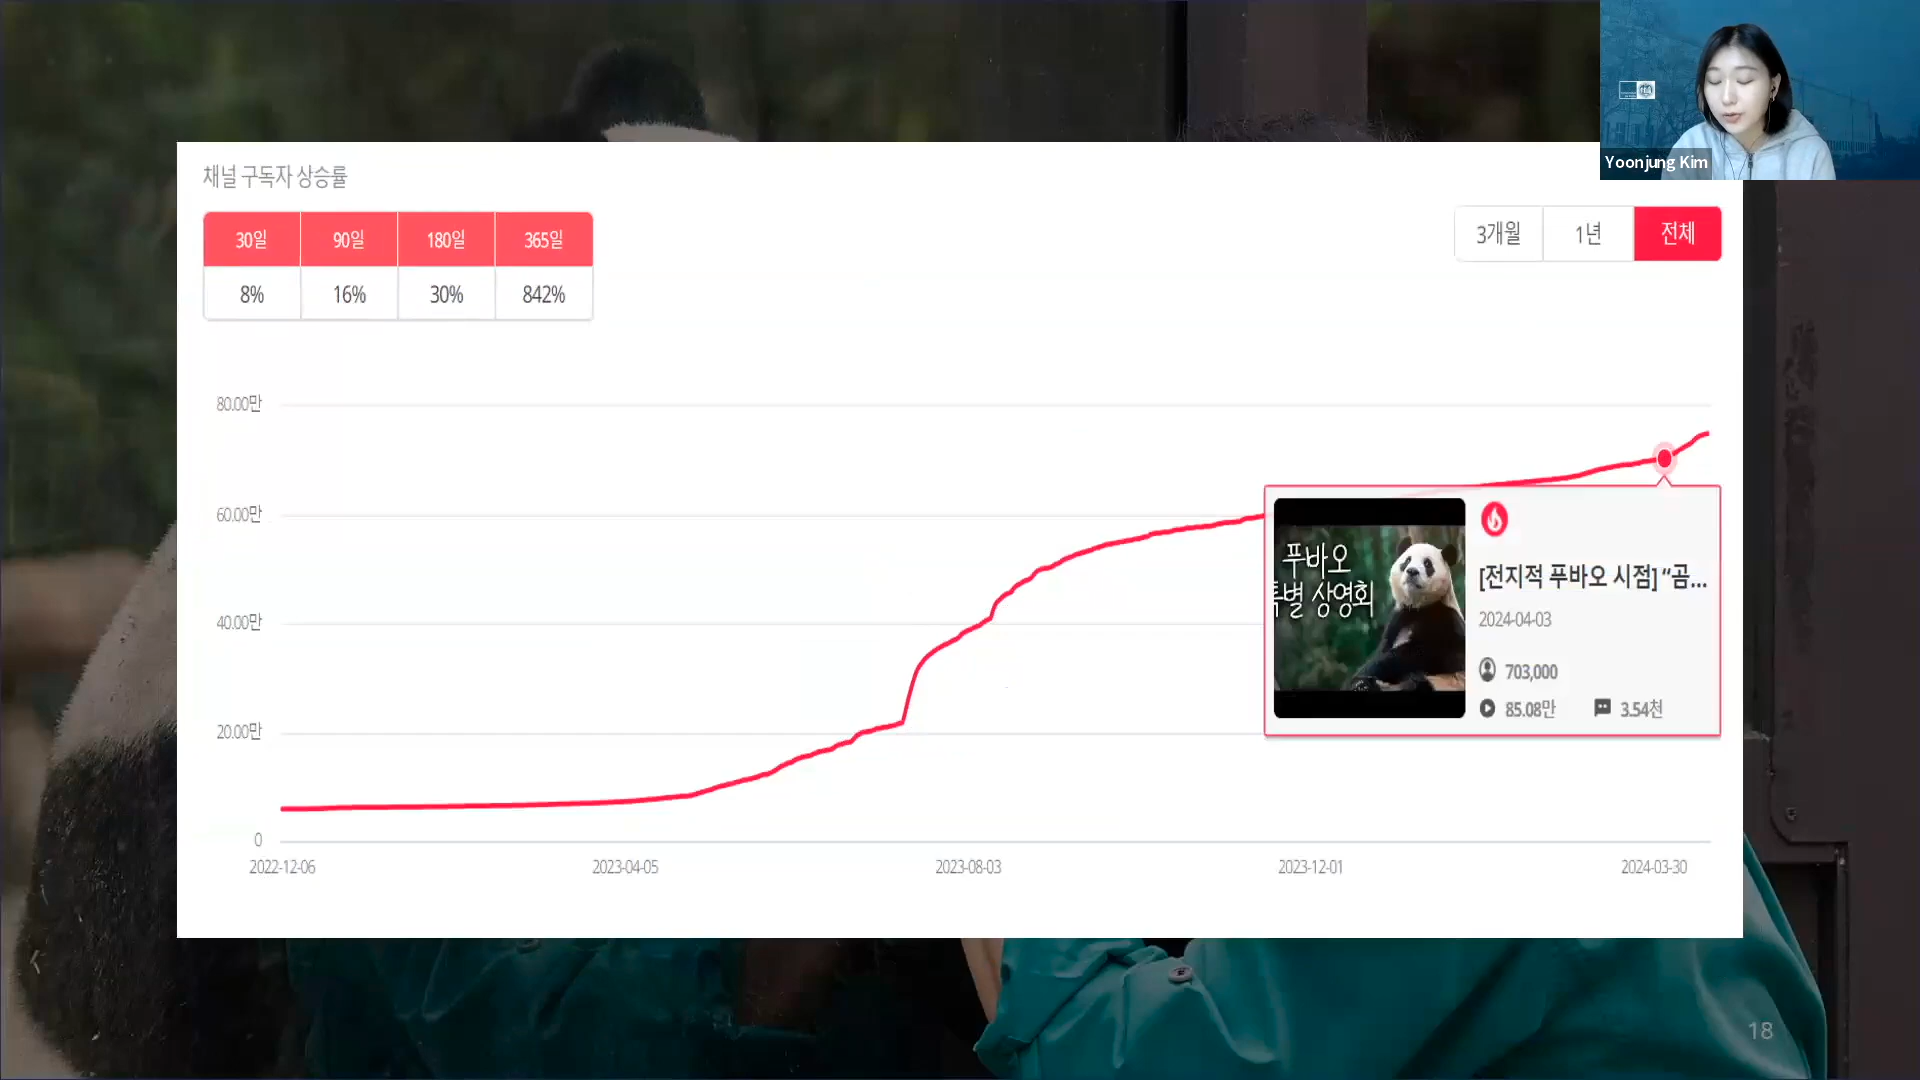 Yoonjung Kim
채널 구독자 상승률
30일 90일 180일 365일
8% 16% 30% 842%
3개월 1년 전체
80.00만
60.00만
40.00만
20.00만
0
2022-12-06 2023-04-05 2023-08-03 2023-12-01 2024-03-30
푸바오
특별 상영회
[전지적 푸바오 시점] “곰...
2024-04-03
703,000
85.08만 3.54천
18